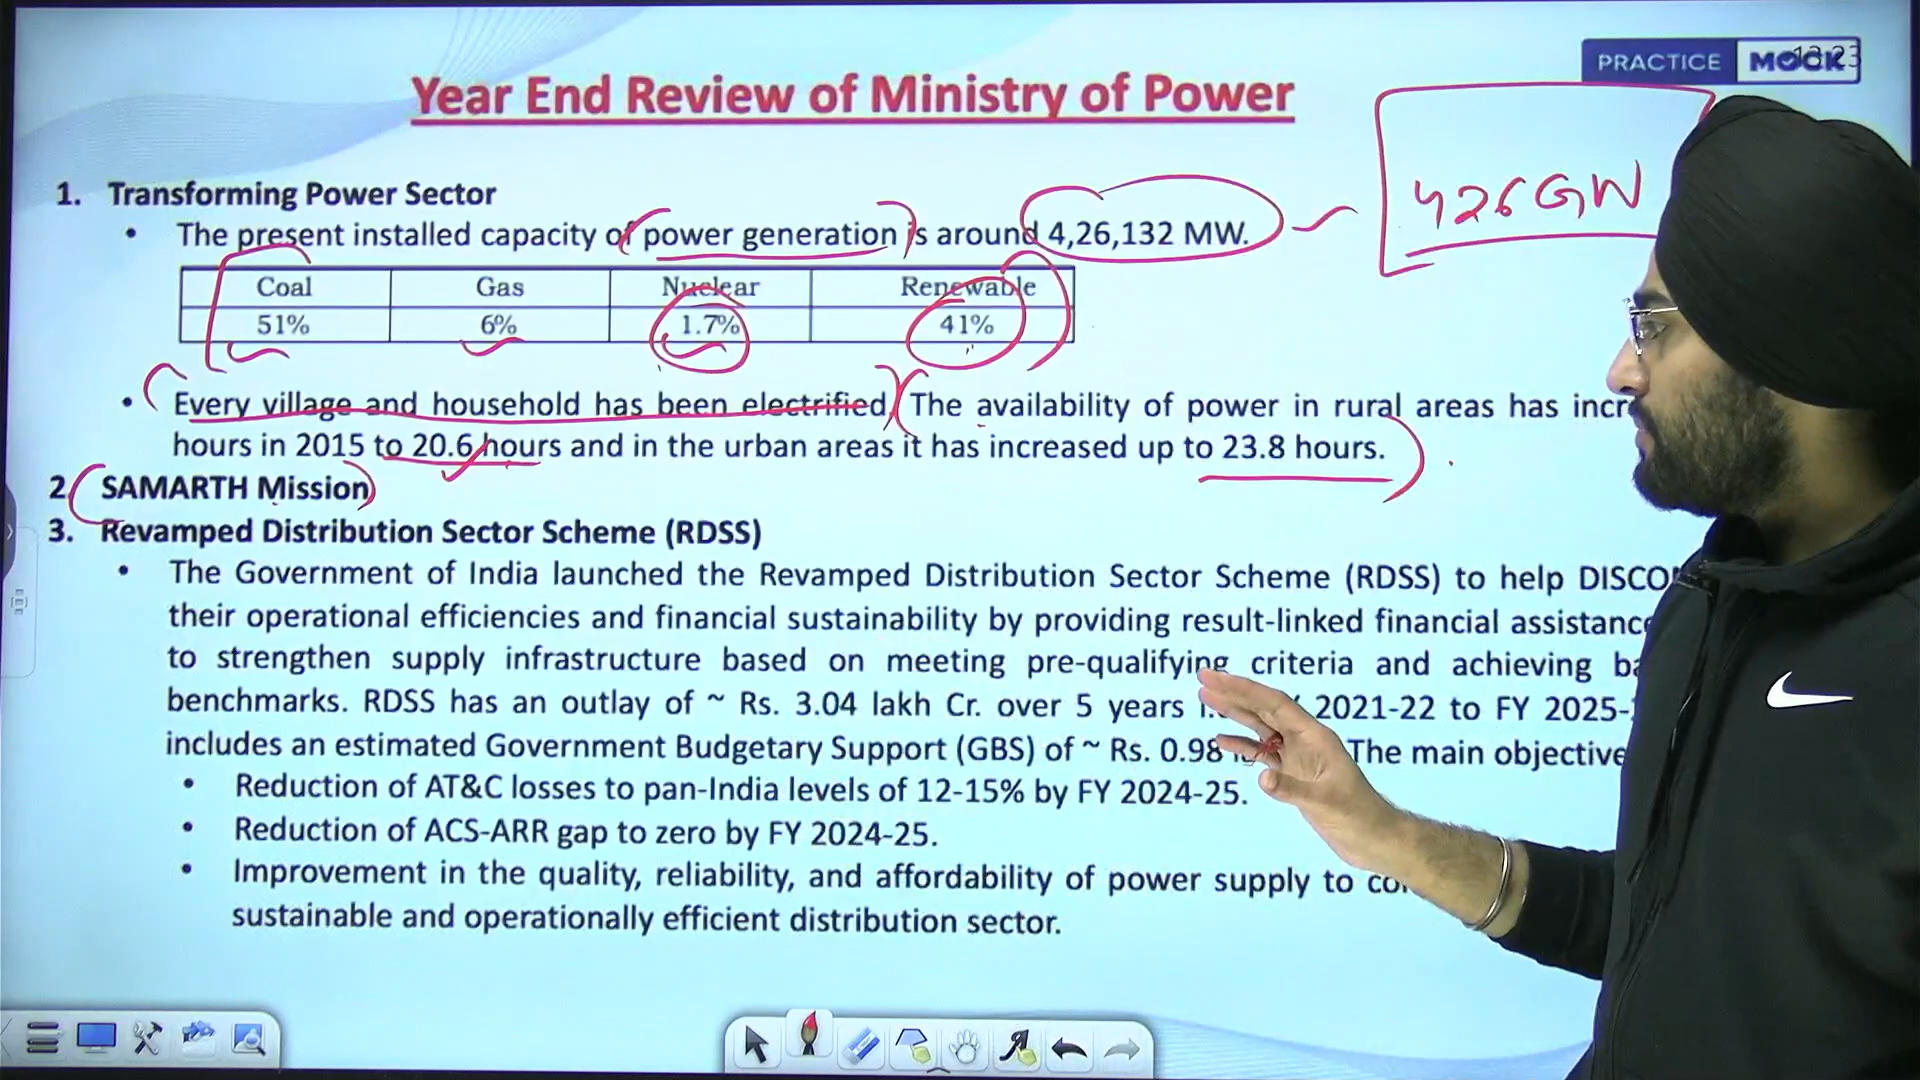 PRACTICE MOCK
13:23
Year End Review of Ministry of Power
426 GW
1. Transforming Power Sector
• The present installed capacity of power generation is around 4,26,132 MW.
Coal Gas Nuclear Renewable
51% 6% 1.7% 41%
• Every village and household has been electrified. The availability of power in rural areas has
hours in 2015 to 20.6 hours and in the urban areas it has increased up to 23.8 hours.
2. SAMARTH Mission
3. Revamped Distribution Sector Scheme (RDSS)
• The Government of India launched the Revamped Distribution Sector Scheme (RDSS) to help
their operational efficiencies and financial sustainability by providing result-linked financial
to strengthen supply infrastructure based on meeting pre-qualifying criteria and achieving
benchmarks. RDSS has an outlay of ~ Rs. 3.04 lakh Cr. over 5 years 2021-22 to FY
includes an estimated Government Budgetary Support (GBS) of ~ Rs. 0.98 The main
• Reduction of AT&C losses to pan-India levels of 12-15% by FY 2024-25.
• Reduction of ACS-ARR gap to zero by FY 2024-25.
• Improvement in the quality, reliability, and affordability of power supply to
sustainable and operationally efficient distribution sector.